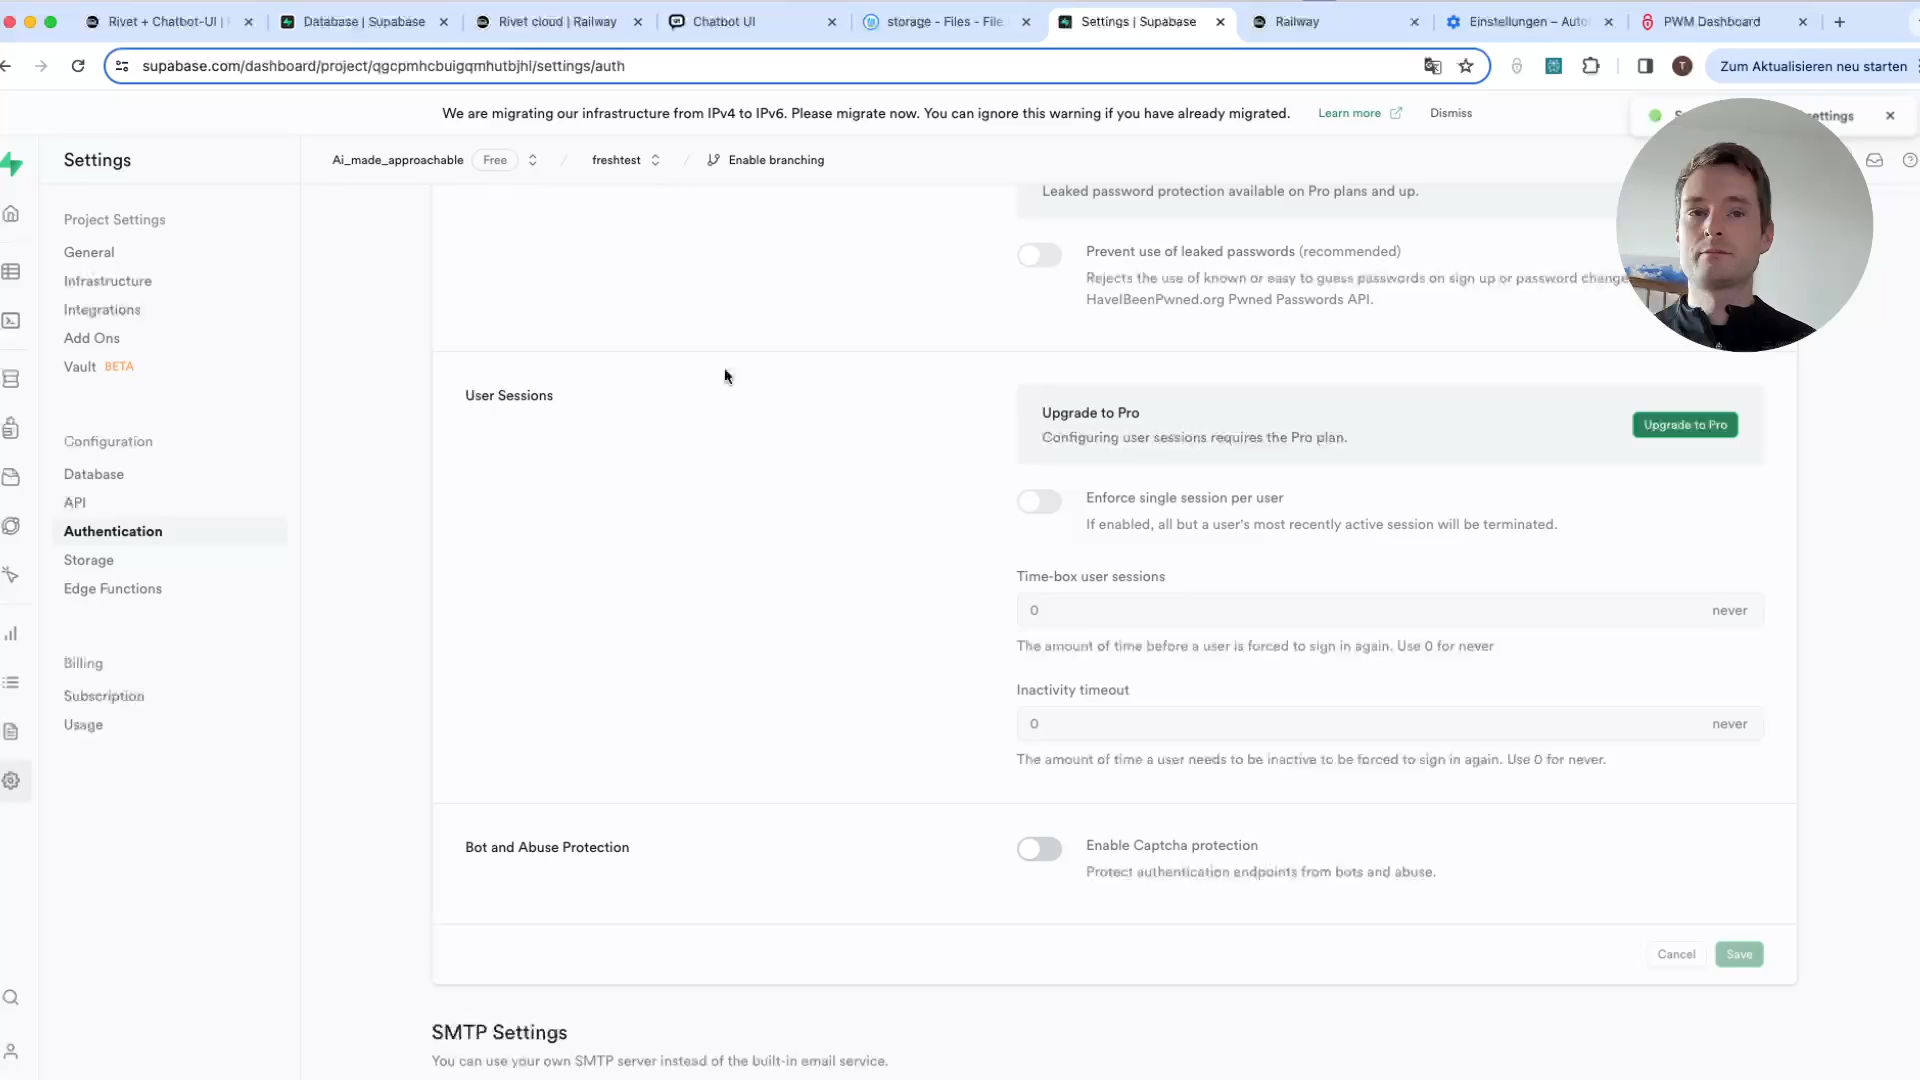 Rivet + Chatbot-UI |
Database | Supabase
Rivet cloud | Railway
Chatbot UI
storage - Files - File
Settings | Supabase
Railway
Einstellungen – Auto
PWM Dashboard
supabase.com/dashboard/project/qgcpmhcbuigqmhutbjhl/settings/auth
T
Zum Aktualisieren neu starten
We are migrating our infrastructure from IPv4 to IPv6. Please migrate now. You can ignore this warning if you have already migrated.
Learn more
Dismiss
settings
Settings
Ai_made_approachable
Free
freshtest
Enable branching
Project Settings
General
Infrastructure
Integrations
Add Ons
Vault BETA
Configuration
Database
API
Authentication
Storage
Edge Functions
Billing
Subscription
Usage
Leaked password protection available on Pro plans and up.
Prevent use of leaked passwords (recommended)
Rejects the use of known or easy to guess passwords on sign up or password change
HaveIBeenPwned.org Pwned Passwords API.
User Sessions
Upgrade to Pro
Configuring user sessions requires the Pro plan.
Upgrade to Pro
Enforce single session per user
If enabled, all but a user's most recently active session will be terminated.
Time-box user sessions
0 never
The amount of time before a user is forced to sign in again. Use 0 for never
Inactivity timeout
0 never
The amount of time a user needs to be inactive to be forced to sign in again. Use 0 for never.
Bot and Abuse Protection
Enable Captcha protection
Protect authentication endpoints from bots and abuse.
Cancel
Save
SMTP Settings
You can use your own SMTP server instead of the built-in email service.